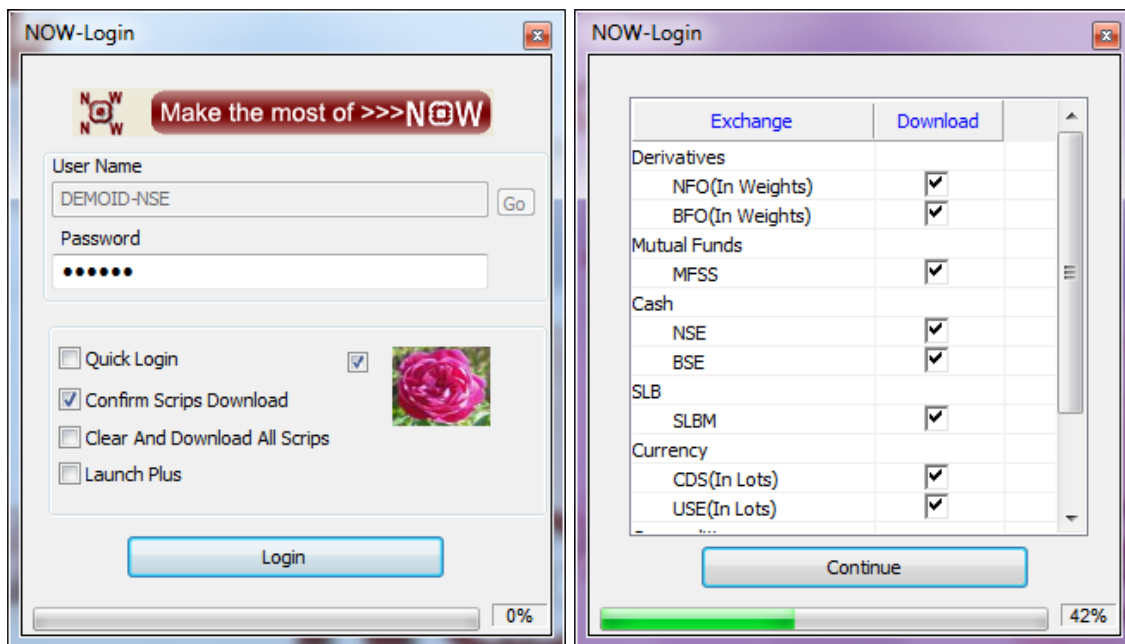 NOW-Login
N W
N W
Make the most of >>>NOW
User Name
DEMOID-NSE
Go
Password
Quick Login
Confirm Scrips Download
Clear And Download All Scrips
Launch Plus
Login
0%
NOW-Login
Exchange Download
Derivatives
NFO(In Weights)
BFO(In Weights)
Mutual Funds
MFSS
Cash
NSE
BSE
SLB
SLBM
Currency
CDS(In Lots)
USE(In Lots)
Continue
42%